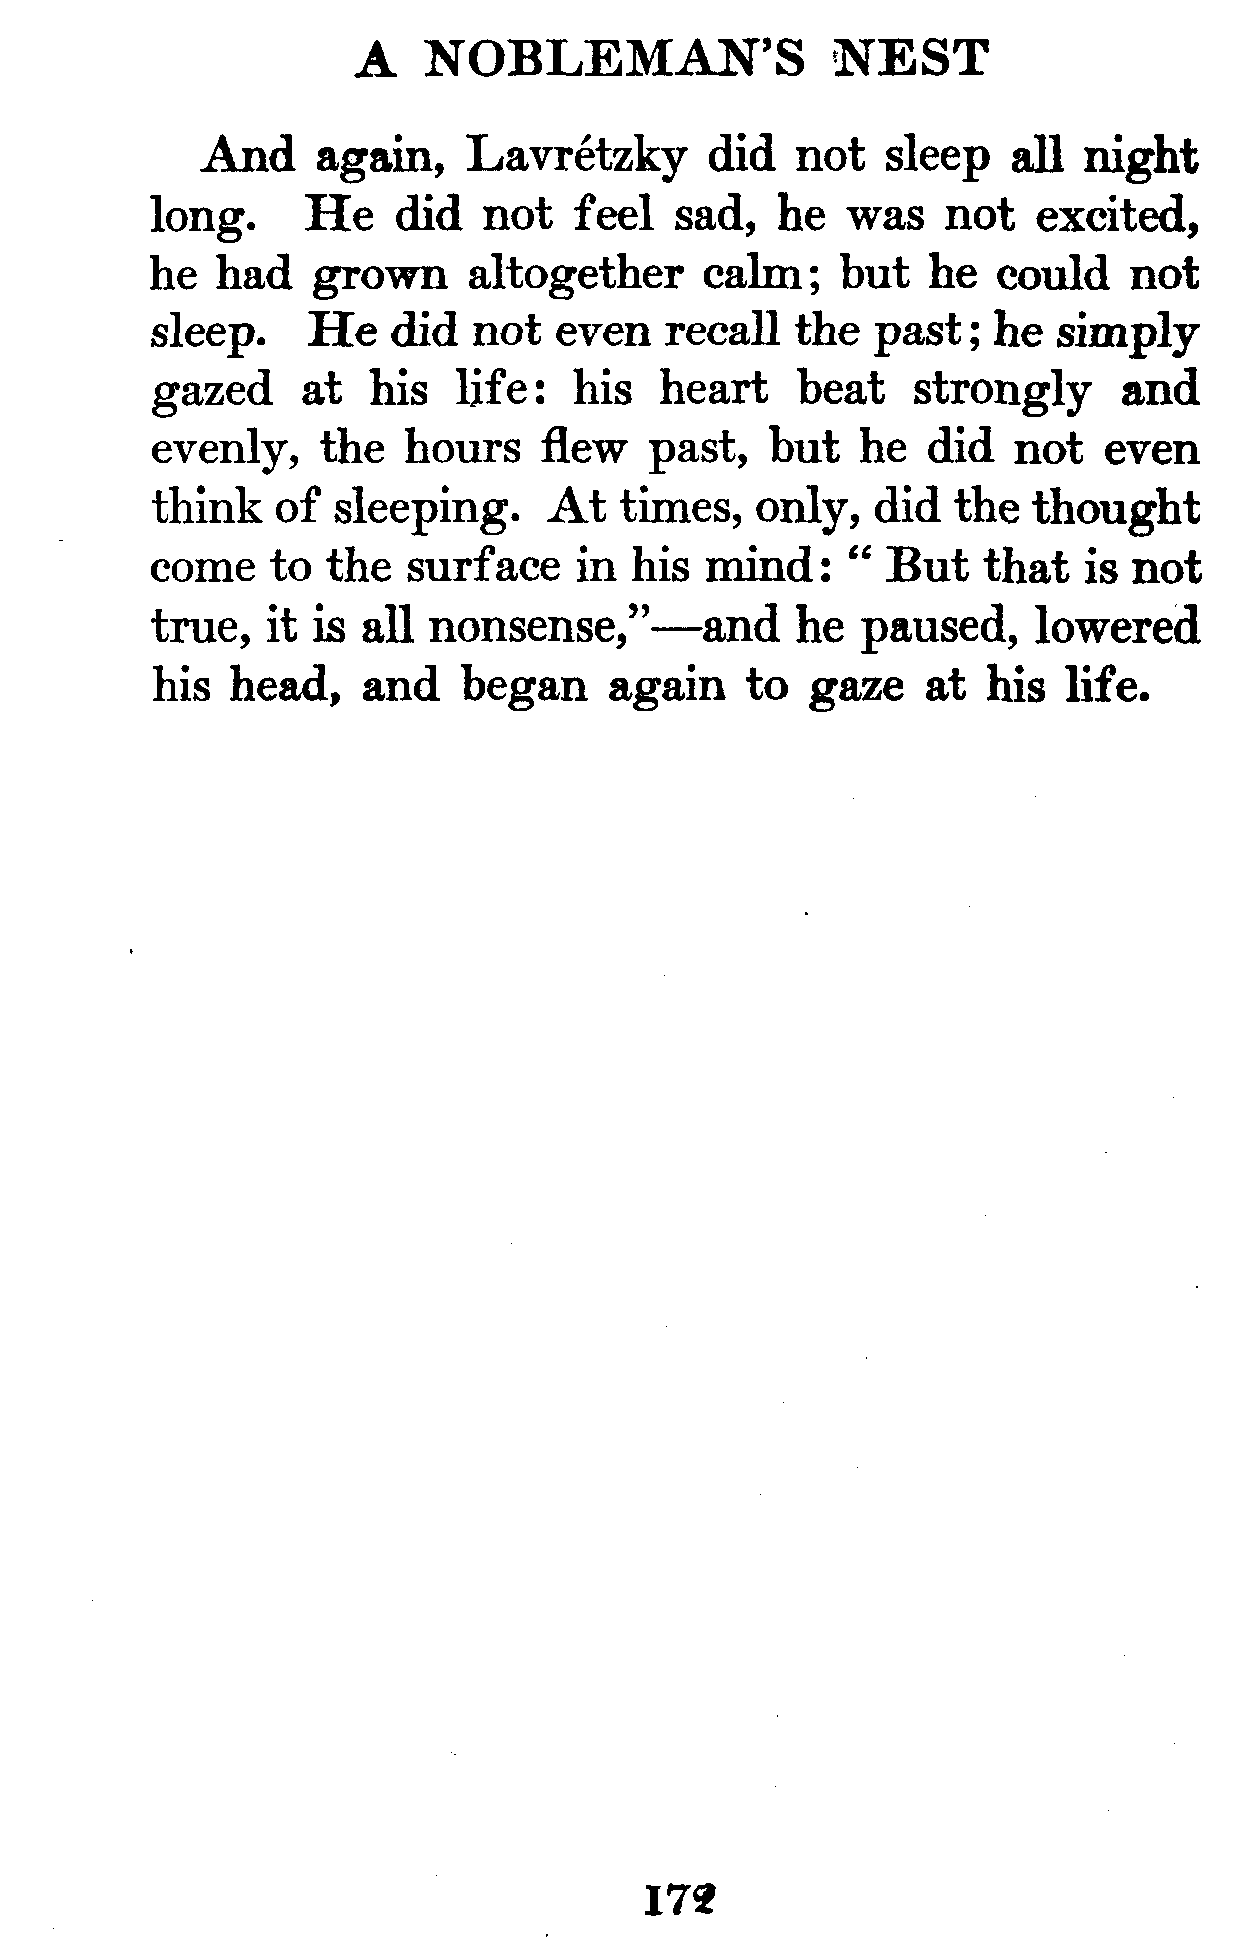 A NOBLEMAN'S NEST
And again, Lavrétzky did not sleep all night
long. He did not feel sad, he was not excited,
he had grown altogether calm; but he could not
sleep. He did not even recall the past; he simply
gazed at his life: his heart beat strongly and
evenly, the hours flew past, but he did not even
think of sleeping. At times, only, did the thought
come to the surface in his mind: “ But that is not
true, it is all nonsense,”—and he paused, lowered
his head, and began again to gaze at his life.
172